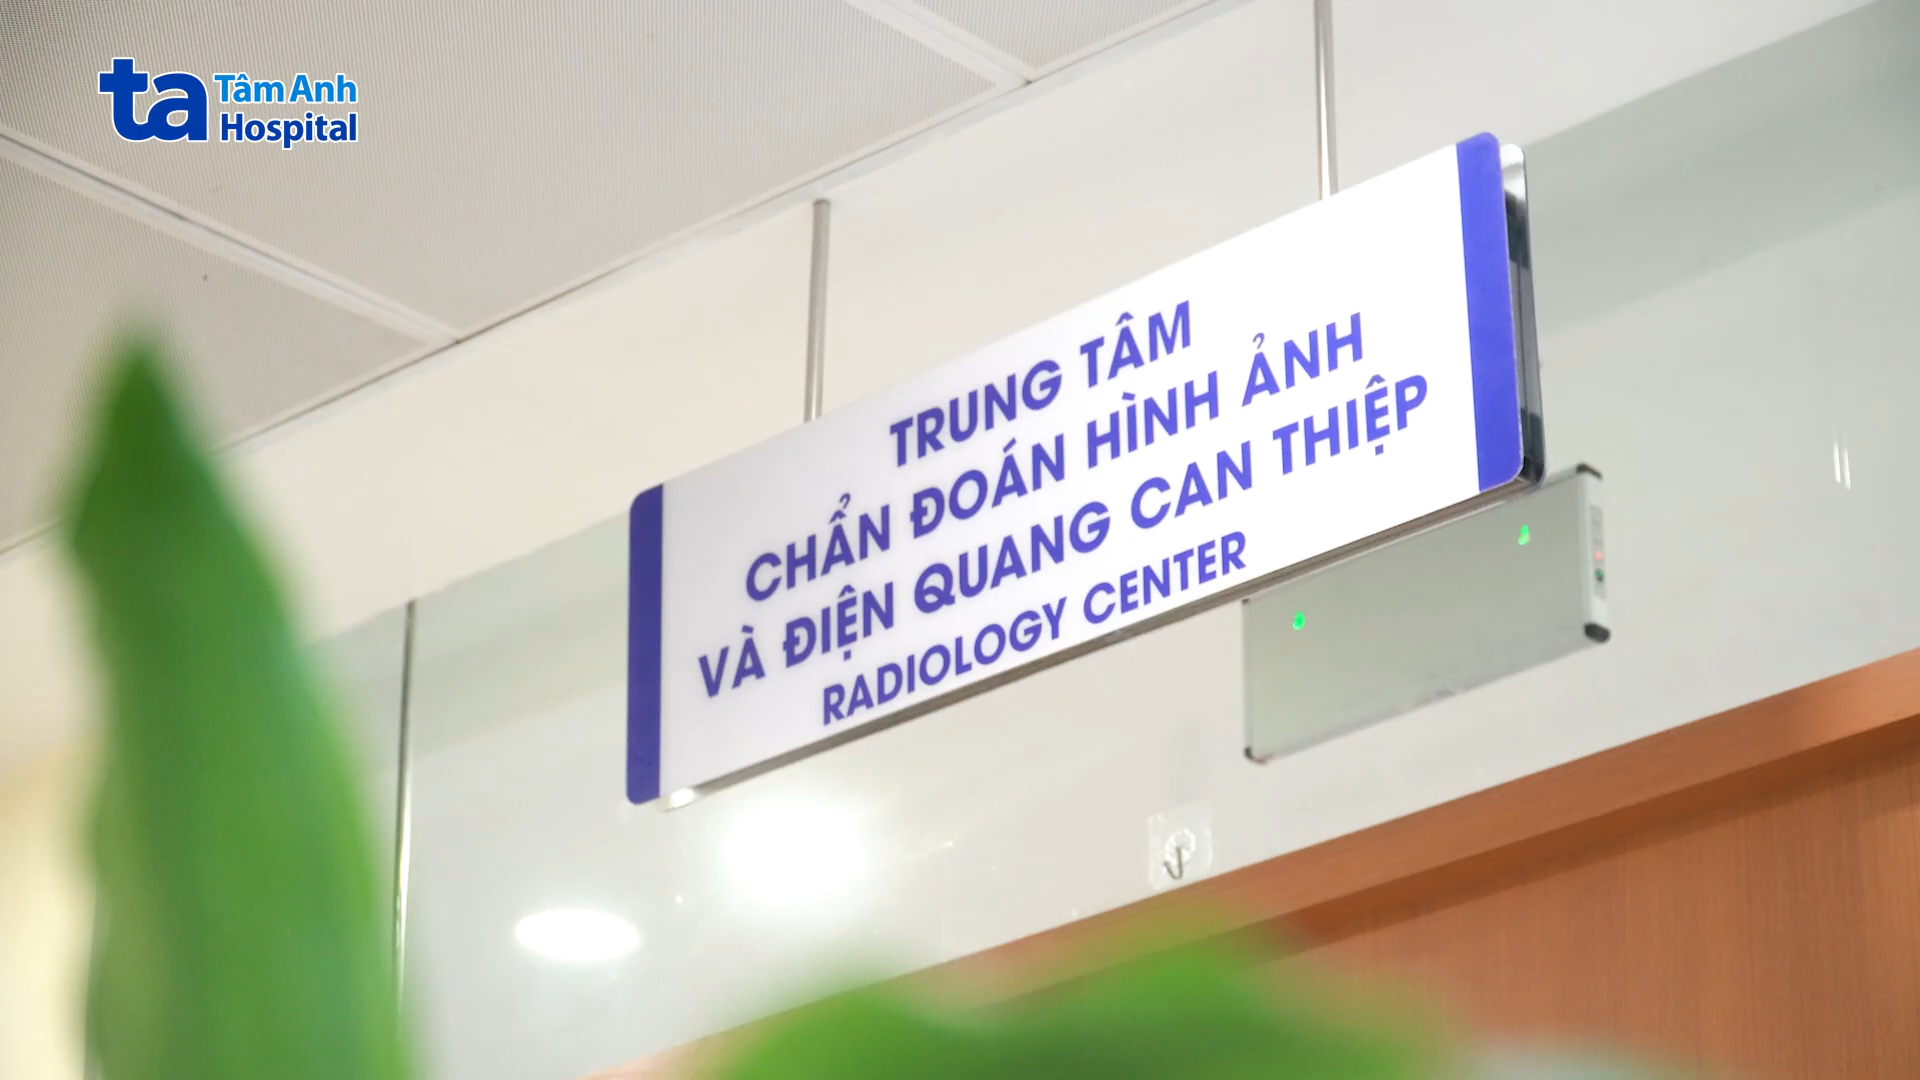 ta Tâm Anh
Hospital
TRUNG TÂM
CHẨN ĐOÁN HÌNH ẢNH
VÀ ĐIỆN QUANG CAN THIỆP
RADIOLOGY CENTER